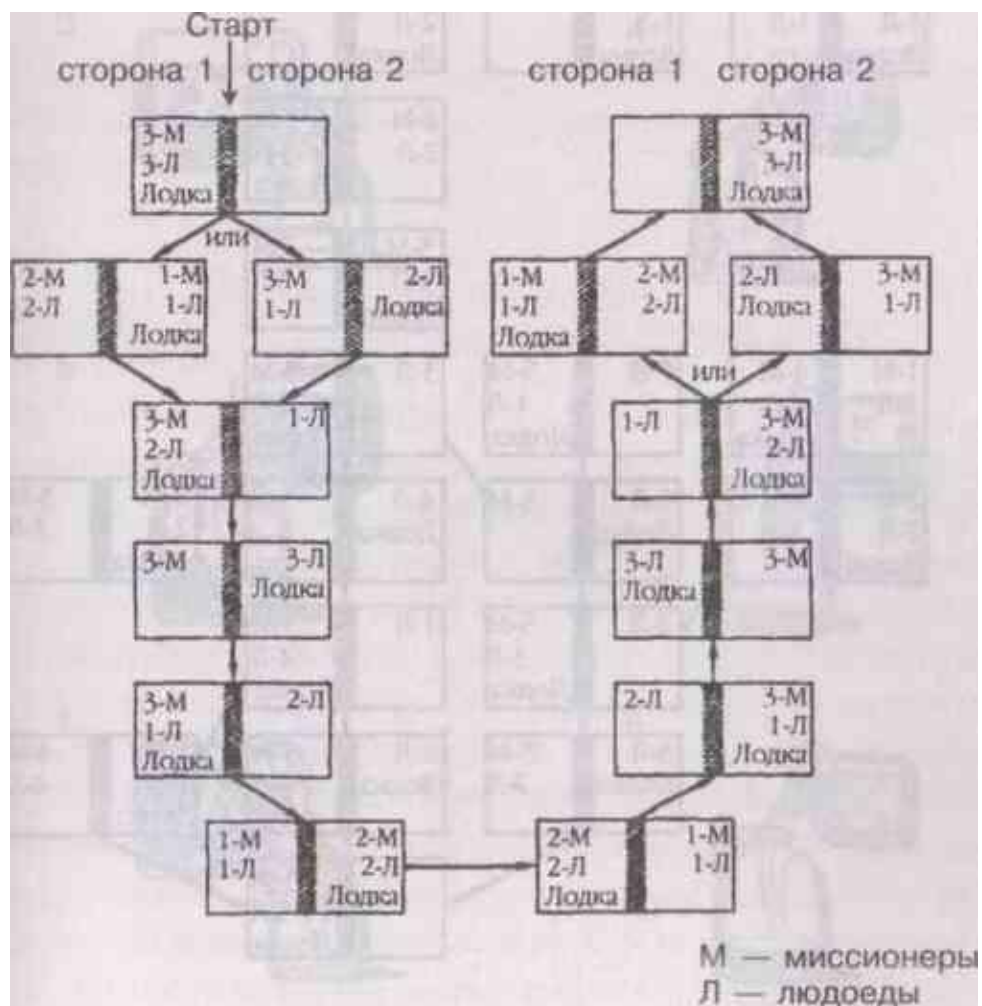 Старт
сторона 1 сторона 2
3-М
3-Л
Лодка
или
2-М 1-М
2-Л 1-Л
Лодка
3-М 2-Л
1-Л Лодка
3-М 1-Л
2-Л
Лодка
3-М 3-Л
Лодка
3-М 2-Л
1-Л
Лодка
1-М 2-М
1-Л 2-Л
Лодка
сторона 1 сторона 2
3-М
3-Л
Лодка
1-М 2-М
1-Л 2-Л
Лодка
2-Л 3-М
Лодка 1-Л
или
1-Л 3-М
2-Л
Лодка
3-Л 3-М
Лодка
2-Л 3-М
1-Л
Лодка
2-М 1-М
2-Л 1-Л
Лодка
М — миссионеры
Л — людоеды